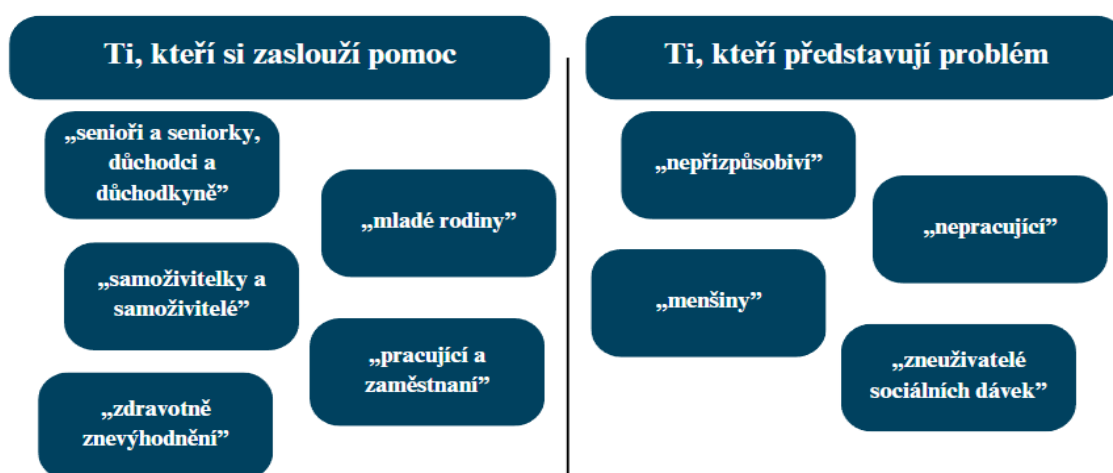 Ti, kteří si zaslouží pomoc
„senioři a seniorky,
důchodci a
důchodkyně”
„mladé rodiny”
„samoživitelky a
samoživitelé”
„pracující a
zaměstnaní”
„zdravotně
znevýhodnění”
Ti, kteří představují problém
„nepřizpůsobiví”
„nepracující”
„menšiny”
„zneuživatelé
sociálních dávek”